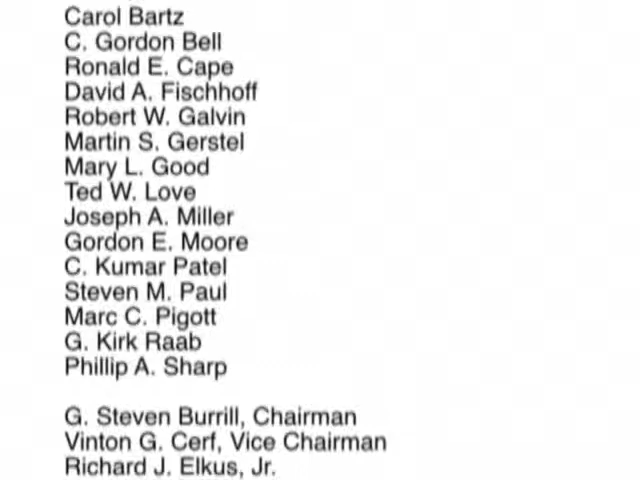 Carol Bartz
C. Gordon Bell
Ronald E. Cape
David A. Fischhoff
Robert W. Galvin
Martin S. Gerstel
Mary L. Good
Ted W. Love
Joseph A. Miller
Gordon E. Moore
C. Kumar Patel
Steven M. Paul
Marc C. Pigott
G. Kirk Raab
Phillip A. Sharp
G. Steven Burrill, Chairman
Vinton G. Cerf, Vice Chairman
Richard J. Elkus, Jr.